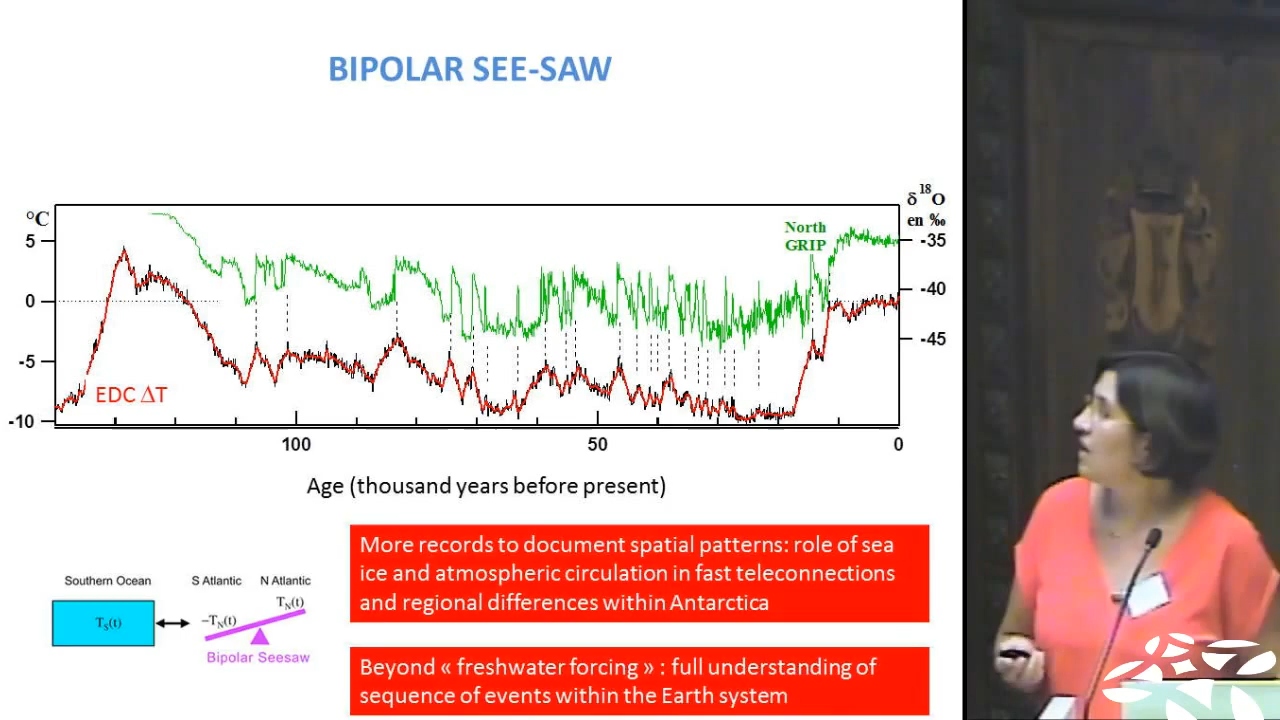 BIPOLAR SEE-SAW
°C
5
0
-5
-10
EDC ΔT
North
GRIP
δ 18O
en ‰
-35
-40
-45
100
50
0
Age (thousand years before present)
Southern Ocean
S Atlantic
N Atlantic
TS(t)
−TN(t)
TN(t)
Bipolar Seesaw
More records to document spatial patterns: role of sea
ice and atmospheric circulation in fast teleconnections
and regional differences within Antarctica
Beyond « freshwater forcing » : full understanding of
sequence of events within the Earth system